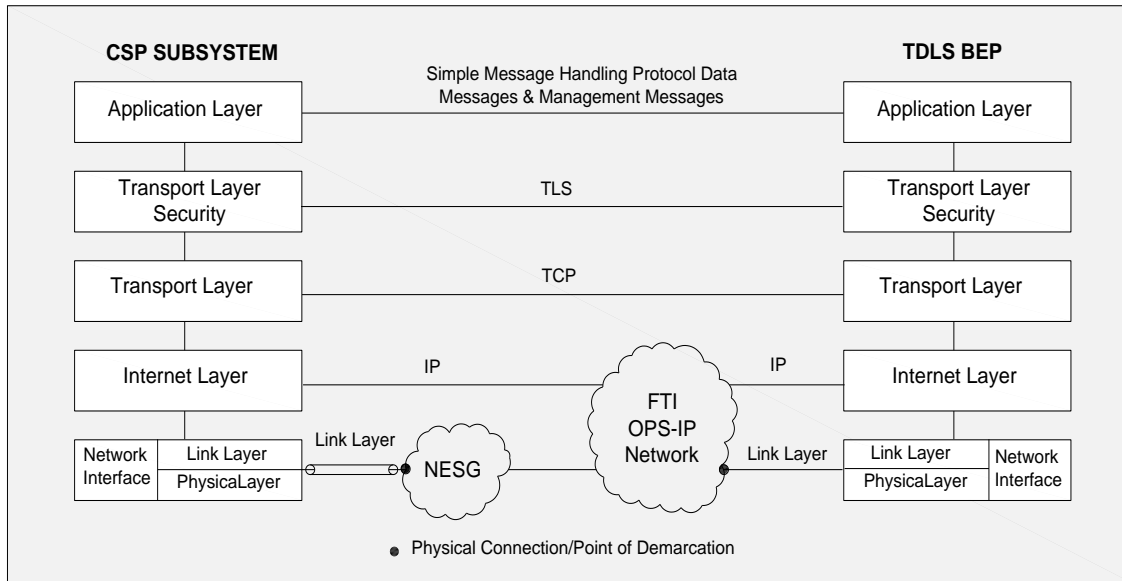 CSP SUBSYSTEM
TDLS BEP
Simple Message Handling Protocol Data
Messages & Management Messages
Application Layer
Application Layer
Transport Layer
Security
TLS
Transport Layer
Security
Transport Layer
TCP
Transport Layer
Internet Layer
IP
IP
Internet Layer
FTI
OPS-IP
Network
Network
Interface
Link Layer
PhysicaLayer
Link Layer
NESG
Link Layer
Link Layer
PhysicaLayer
Network
Interface
Physical Connection/Point of Demarcation